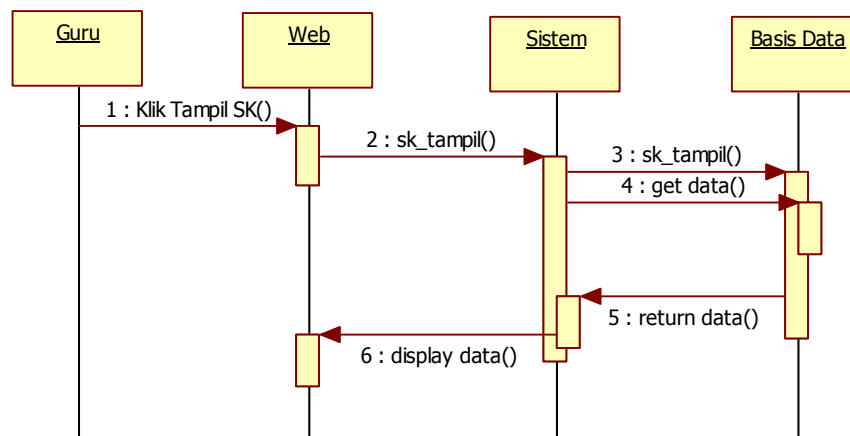 Guru
Web
Sistem
Basis Data
1 : Klik Tampil SK()
2 : sk_tampil()
3 : sk_tampil()
4 : get data()
5 : return data()
6 : display data()